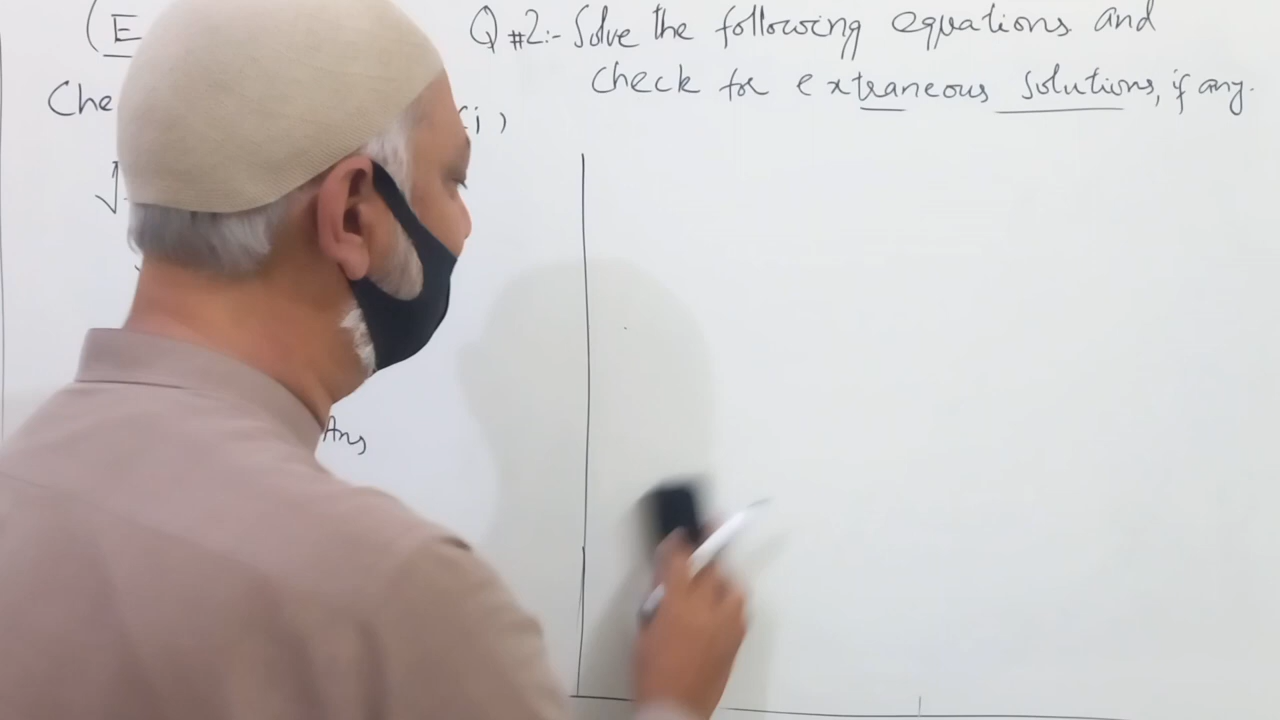 (E
Q #2:- Solve the following equations and
check for extraneous solutions, if any.
Che
i)
√
Ans